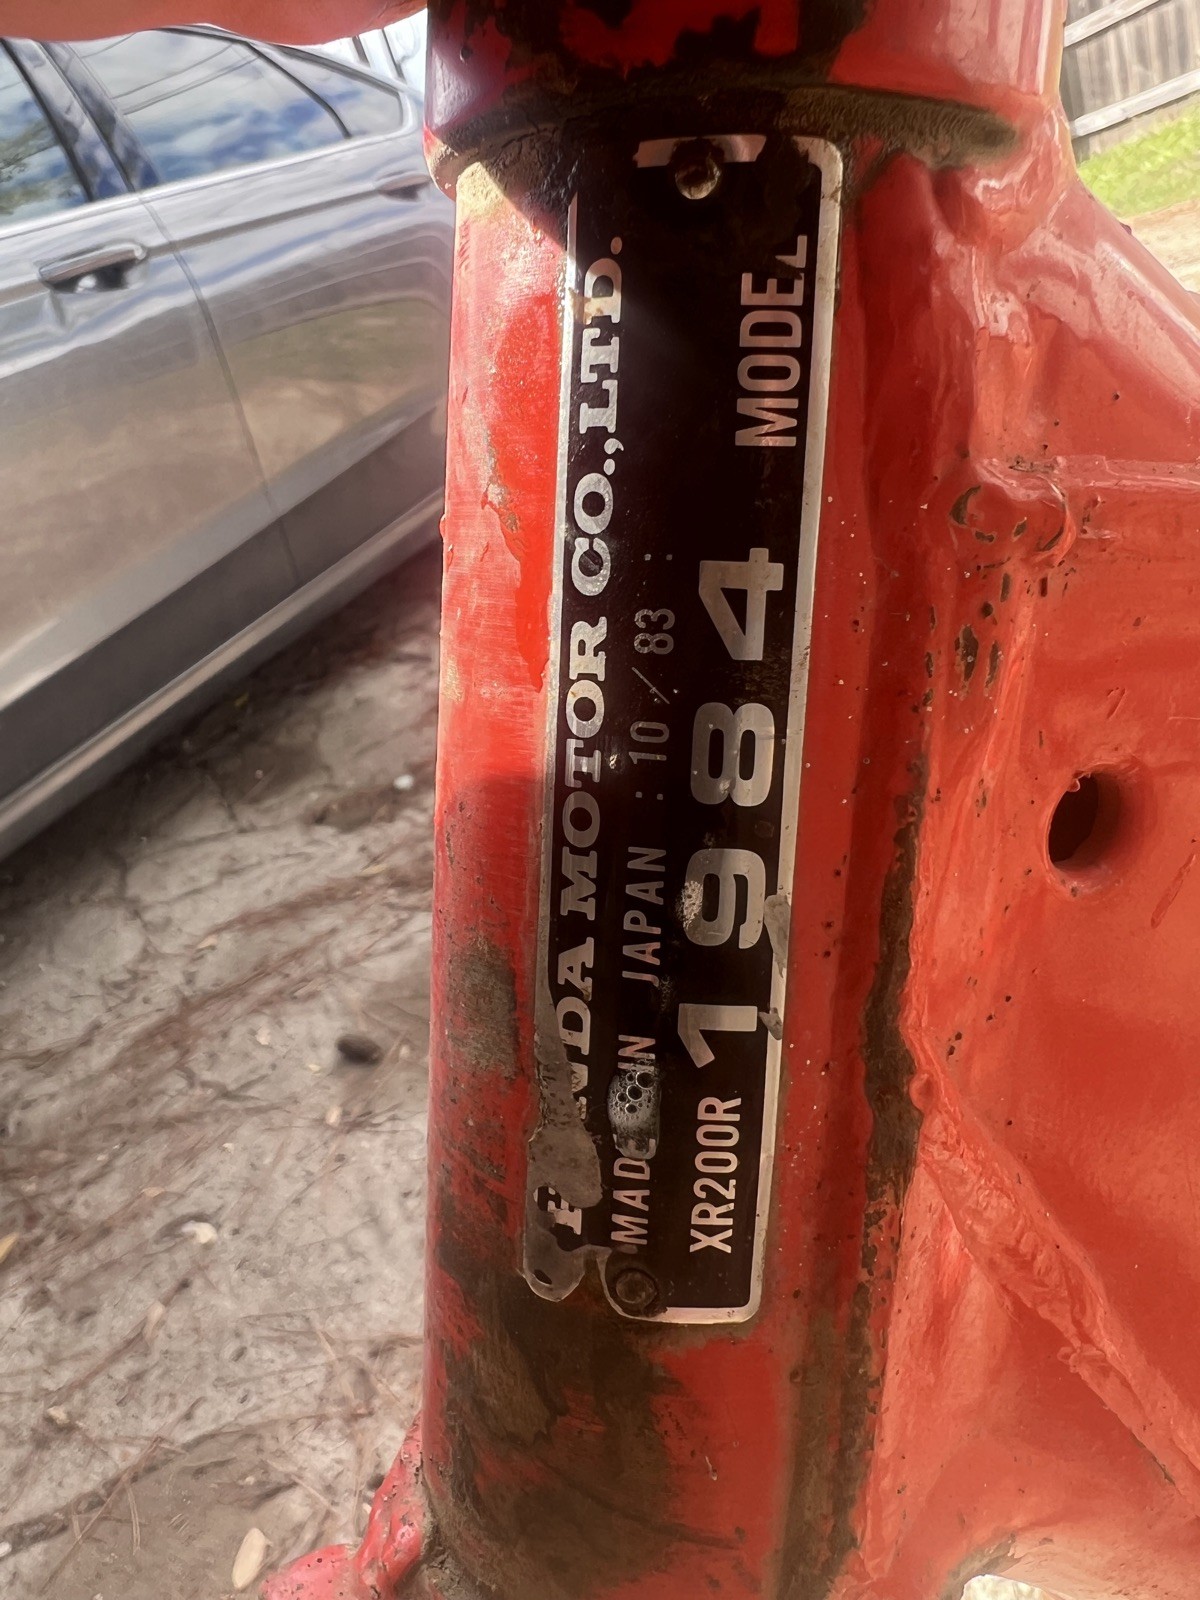 HONDA MOTOR CO.,LTD.
MADE IN JAPAN : 10 / 83 :
XR200R 1984 MODEL